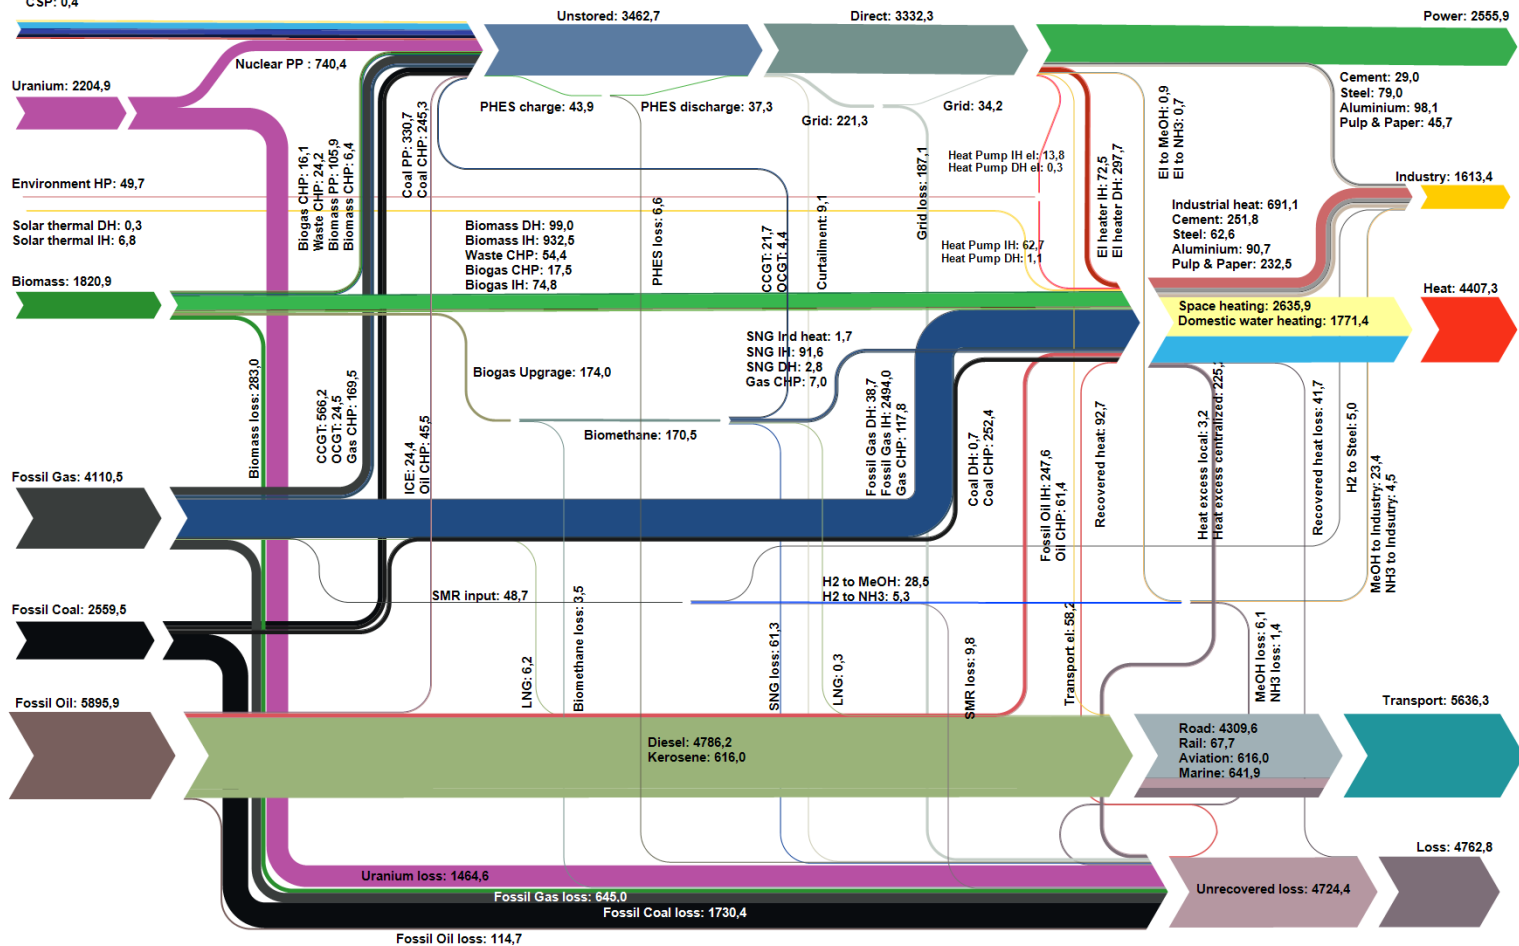 CSP: 0,4
Unstored: 3462,7
Direct: 3332,3
Power: 2555,9
Nuclear PP : 740,4
Uranium: 2204,9
PHES charge: 43,9
PHES discharge: 37,3
Grid: 221,3
Grid: 34,2
Cement: 29,0
Steel: 79,0
Aluminium: 98,1
Pulp & Paper: 45,7
Coal PP: 330,7
Coal CHP: 245,3
Biogas CHP: 16,1
Waste CHP: 24,2
Biomass PP: 105,9
Biomass CHP: 6,4
Heat Pump IH el: 13,8
Heat Pump DH el: 0,3
El heater IH: 72,5
El heater DH: 297,7
El to MeOH: 0,9
El to NH3: 0,7
Environment HP: 49,7
Industry: 1613,4
Solar thermal DH: 0,3
Solar thermal IH: 6,8
Biomass DH: 99,0
Biomass IH: 932,5
Waste CHP: 54,4
Biogas CHP: 17,5
Biogas IH: 74,8
PHES loss: 6,6
CCGT: 21,7
OCGT: 4,4
Curtailment: 9,1
Grid loss: 187,1
Heat Pump IH: 62,7
Heat Pump DH: 1,1
Industrial heat: 691,1
Cement: 251,8
Steel: 62,6
Aluminium: 90,7
Pulp & Paper: 232,5
Biomass: 1820,9
Heat: 4407,3
Space heating: 2635,9
Domestic water heating: 1771,4
SNG Ind heat: 1,7
SNG IH: 91,6
SNG DH: 2,8
Gas CHP: 7,0
Biogas Upgrage: 174,0
Biomethane: 170,5
Biomass loss: 283,0
CCGT: 566,2
OCGT: 24,5
Gas CHP: 169,5
ICE: 24,4
Oil CHP: 45,5
Fossil Gas DH: 38,7
Fossil Gas IH: 2494,0
Gas CHP: 117,8
Coal DH: 0,7
Coal CHP: 252,4
Fossil Oil IH: 247,6
Oil CHP: 61,4
Recovered heat: 92,7
Heat excess local: 3,2
Heat excess centralized: 225,
Recovered heat loss: 41,7
H2 to Steel: 5,0
MeOH to Industry: 23,4
NH3 to Indsutry: 4,5
Fossil Gas: 4110,5
SMR input: 48,7
H2 to MeOH: 28,5
H2 to NH3: 5,3
Fossil Coal: 2559,5
LNG: 6,2
Biomethane loss: 3,5
SNG loss: 61,3
LNG: 0,3
SMR loss: 9,8
Transport el: 58,2
MeOH loss: 6,1
NH3 loss: 1,4
Fossil Oil: 5895,9
Transport: 5636,3
Diesel: 4786,2
Kerosene: 616,0
Road: 4309,6
Rail: 67,7
Aviation: 616,0
Marine: 641,9
Loss: 4762,8
Uranium loss: 1464,6
Unrecovered loss: 4724,4
Fossil Gas loss: 645,0
Fossil Coal loss: 1730,4
Fossil Oil loss: 114,7